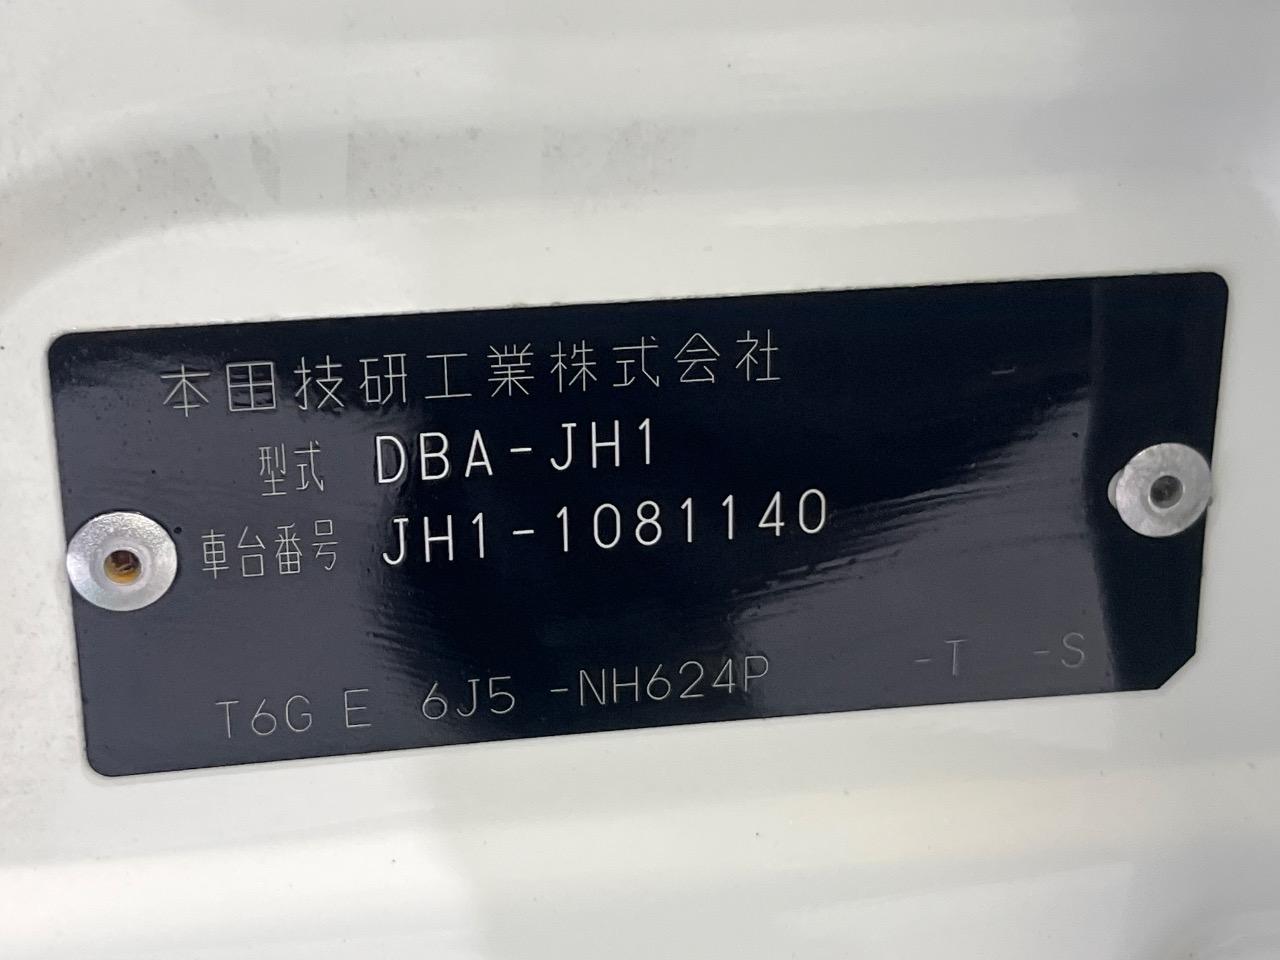 本田技研工業株式会社
型式 DBA-JH1
車台番号 JH1-1081140
T6G E 6J5 -NH624P -T -S